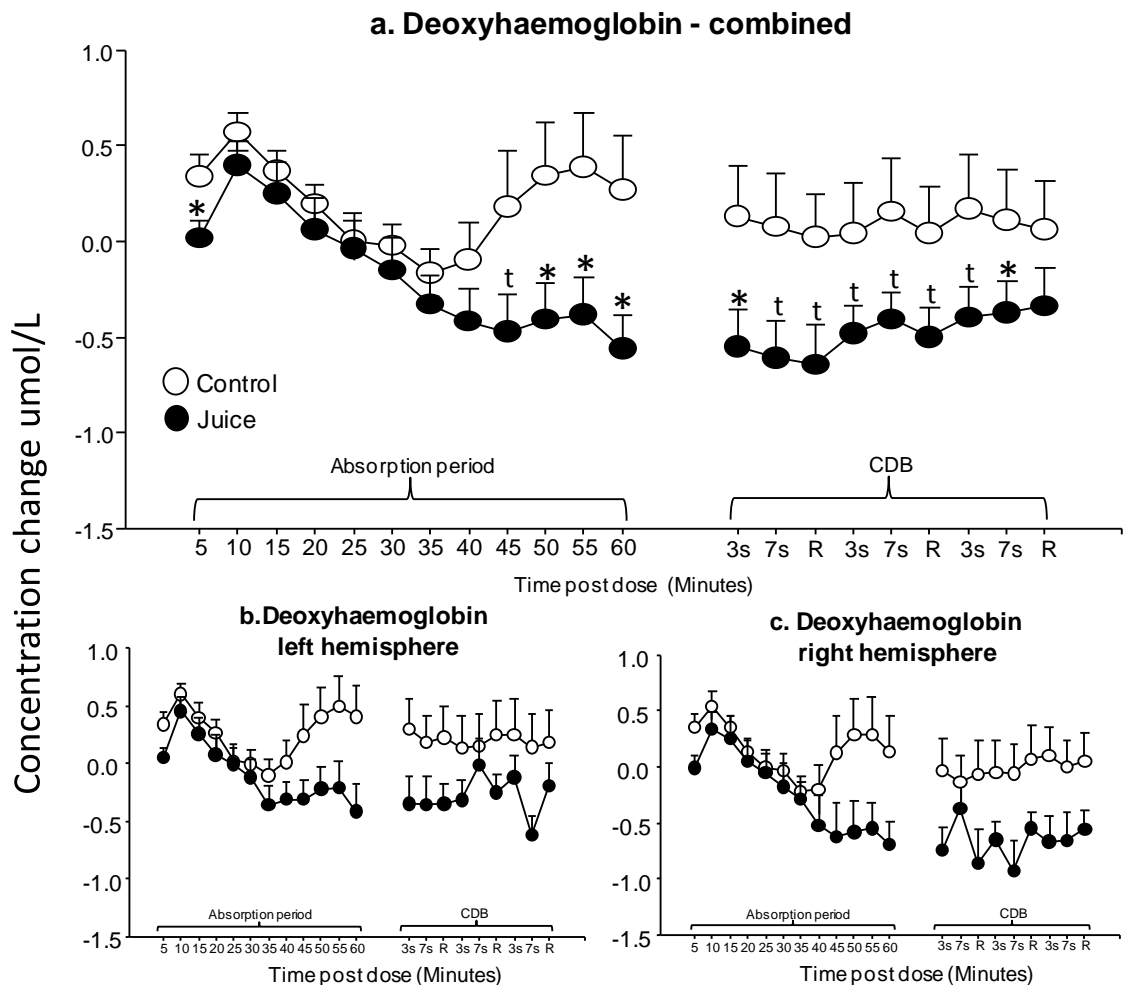 a. Deoxyhaemoglobin - combined
Concentration change umol/L
1.0
0.5
0.0
-0.5
-1.0
-1.5
*
t
*
*
*
*
t
t
t
t
t
t
*
Control
Juice
Absorption period
CDB
5 10 15 20 25 30 35 40 45 50 55 60 3s 7s R 3s 7s R 3s 7s R
Time post dose (Minutes)
b.Deoxyhaemoglobin
left hemisphere
1.0
0.5
0.0
-0.5
-1.0
-1.5
Absorption period
CDB
5 10 15 20 25 30 35 40 45 50 55 60 3s 7s R 3s 7s R 3s 7s R
Time post dose (Minutes)
c. Deoxyhaemoglobin
right hemisphere
1.0
0.5
0.0
-0.5
-1.0
-1.5
Absorption period
CDB
5 10 15 20 25 30 35 40 45 50 55 60 3s 7s R 3s 7s R 3s 7s R
Time post dose (Minutes)